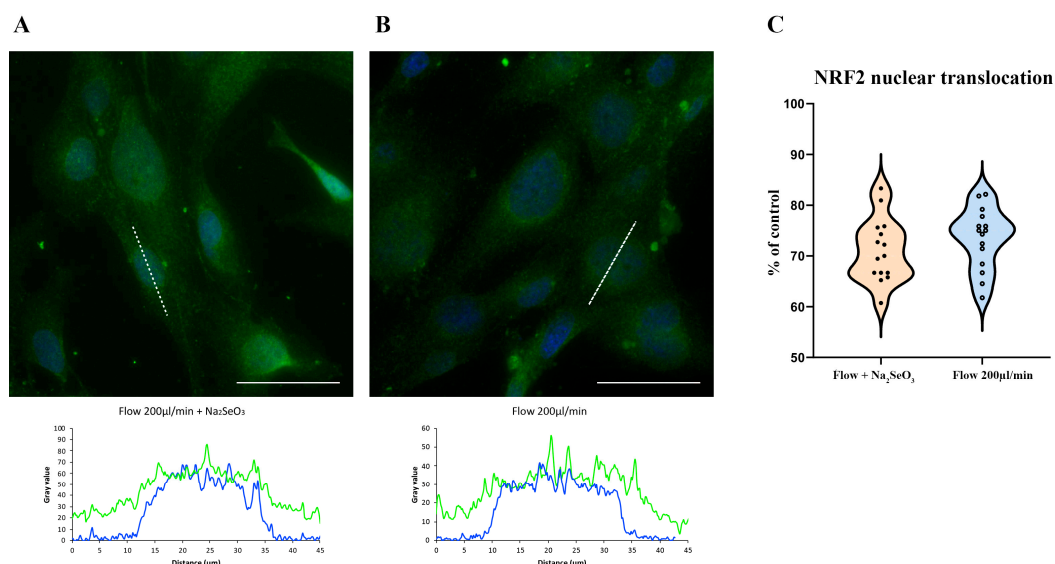 A
B
C
NRF2 nuclear translocation
% of control
100
90
80
70
60
50
Flow + Na₂SeO₃
Flow 200µl/min
Flow 200µl/min + Na₂SeO₃
Gray value
100
90
80
70
60
50
40
30
20
10
0
0 5 10 15 20 25 30 35 40 45
Distance (µm)
Flow 200µl/min
Gray value
60
50
40
30
20
10
0
0 5 10 15 20 25 30 35 40 45
Distance (µm)